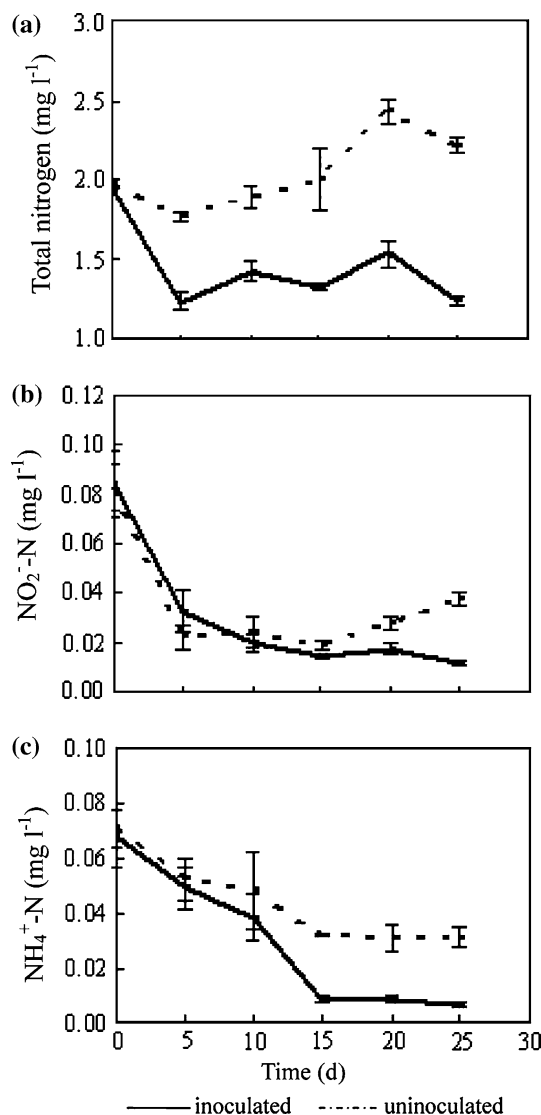 (a)
Total nitrogen (mg l⁻¹)
3.0
2.5
2.0
1.5
1.0
(b)
NO₂⁻-N (mg l⁻¹)
0.12
0.10
0.08
0.06
0.04
0.02
0.00
(c)
NH₄⁺-N (mg l⁻¹)
0.10
0.08
0.06
0.04
0.02
0.00
0 5 10 15 20 25 30
Time (d)
inoculated uninoculated